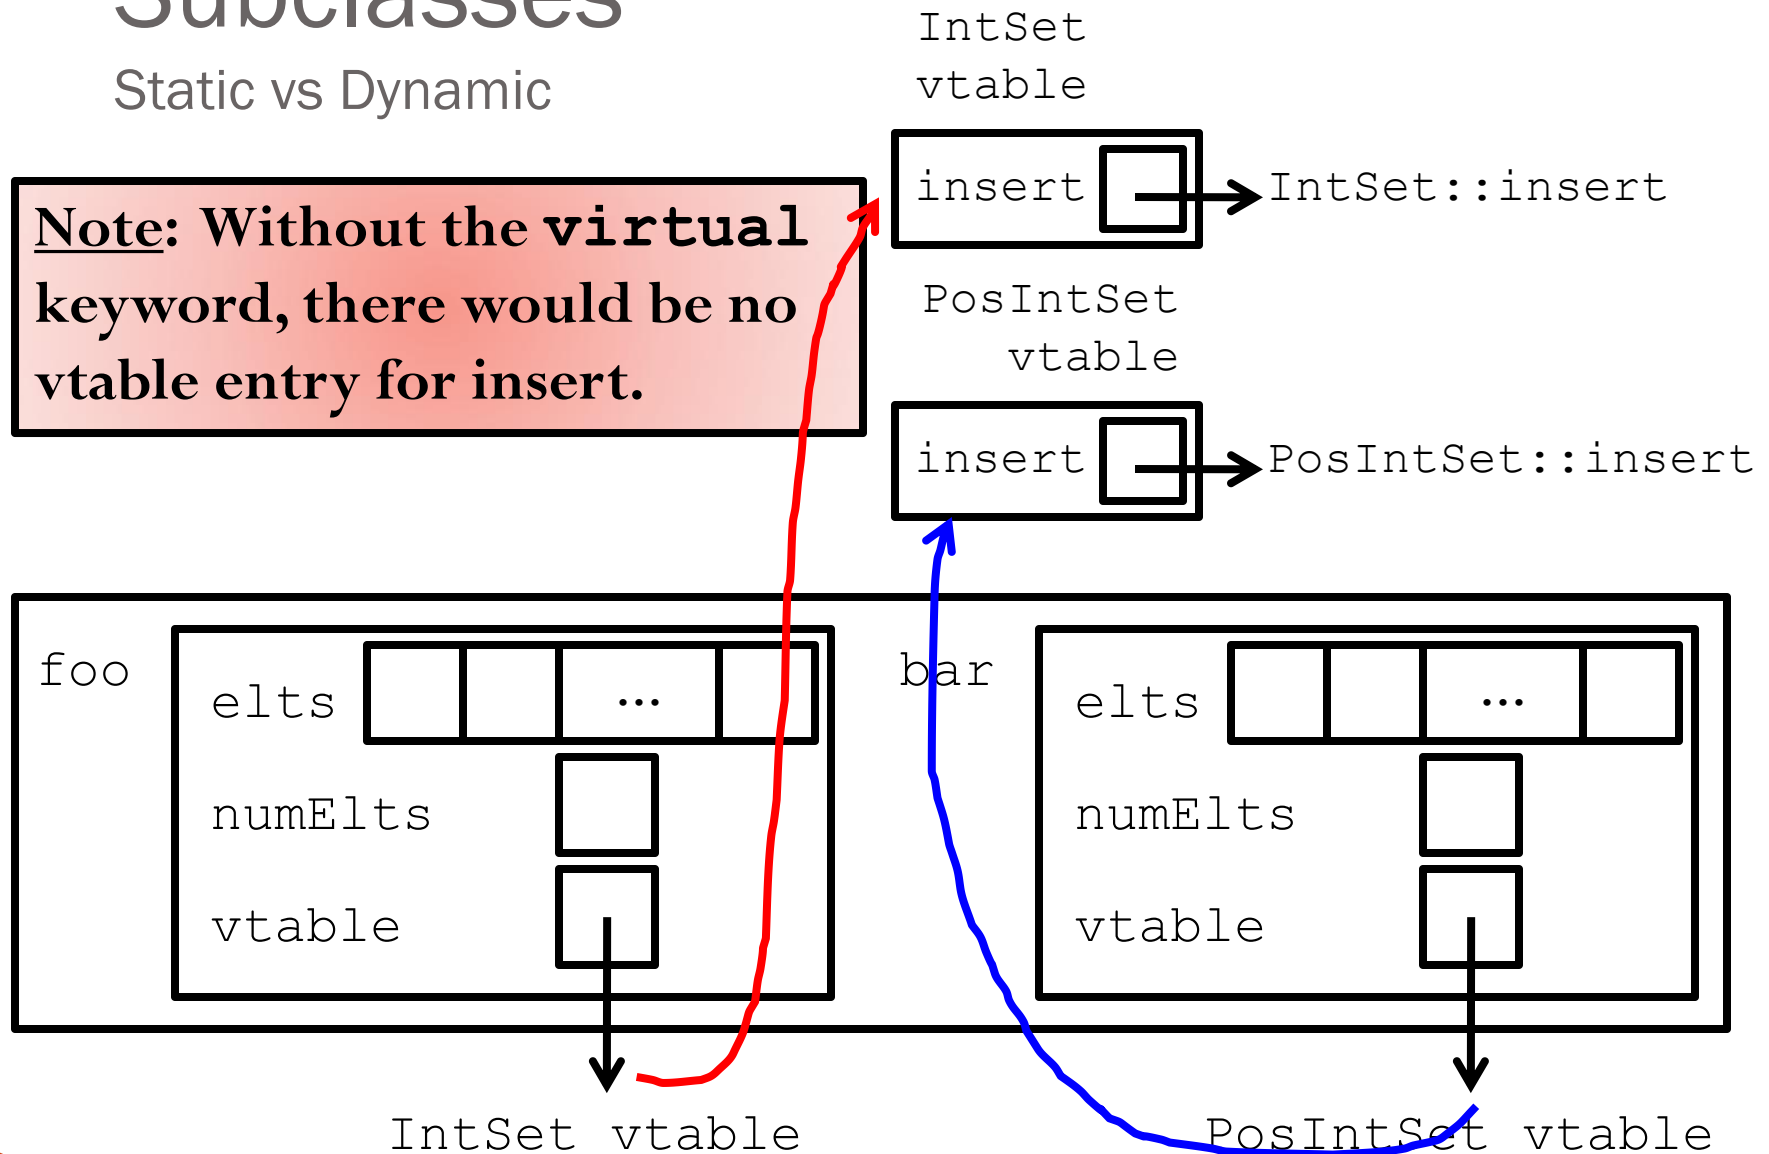 Subclasses
Static vs Dynamic
IntSet
vtable
insert
IntSet::insert
Note: Without the virtual
keyword, there would be no
vtable entry for insert.
PosIntSet
vtable
insert
PosIntSet::insert
foo
elts
...
numElts
vtable
IntSet vtable
bar
elts
...
numElts
vtable
PosIntSet vtable